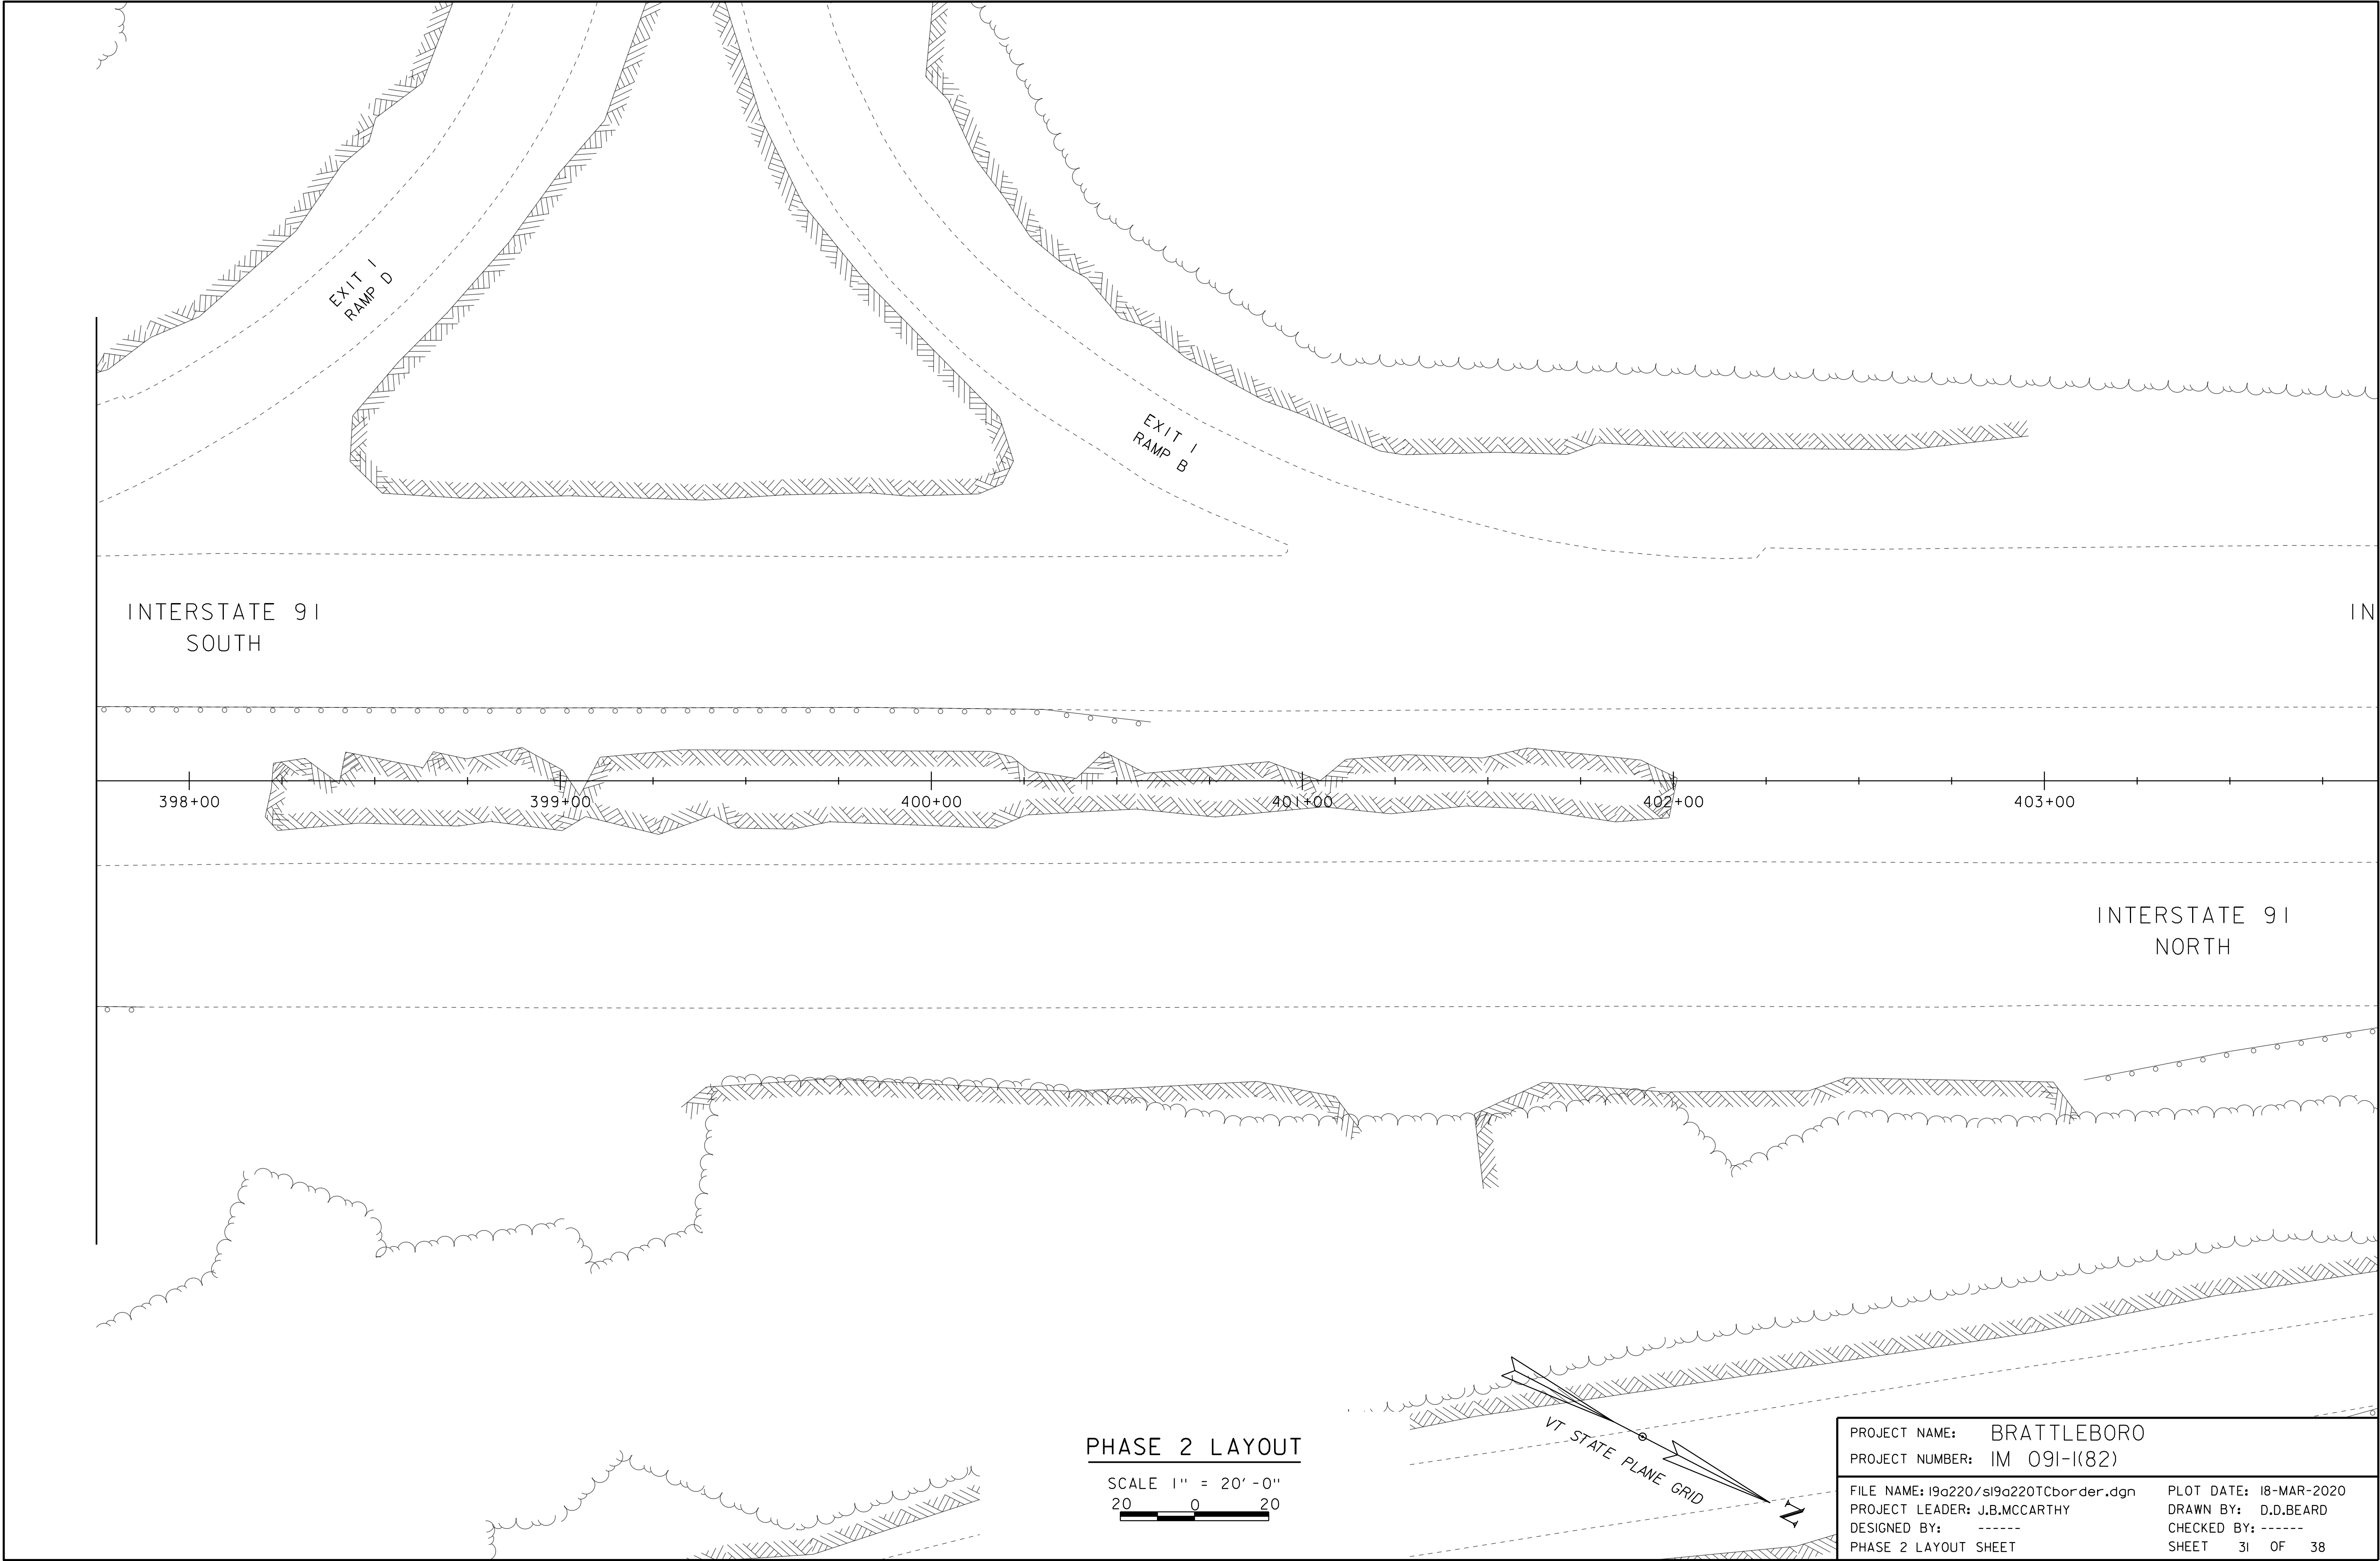 EXIT 1
RAMP D
EXIT 1
RAMP B
INTERSTATE 91
SOUTH
IN
398+00
399+00
400+00
401+00
402+00
403+00
INTERSTATE 91
NORTH
PHASE 2 LAYOUT
SCALE 1" = 20'-0"
20 0 20
VT STATE PLANE GRID
N
PROJECT NAME: BRATTLEBORO
PROJECT NUMBER: IM 091-1(82)
FILE NAME: 19a220/s19a220TCborder.dgn PLOT DATE: 18-MAR-2020
PROJECT LEADER: J.B.MCCARTHY DRAWN BY: D.D.BEARD
DESIGNED BY: ------ CHECKED BY: ------
PHASE 2 LAYOUT SHEET SHEET 31 OF 38